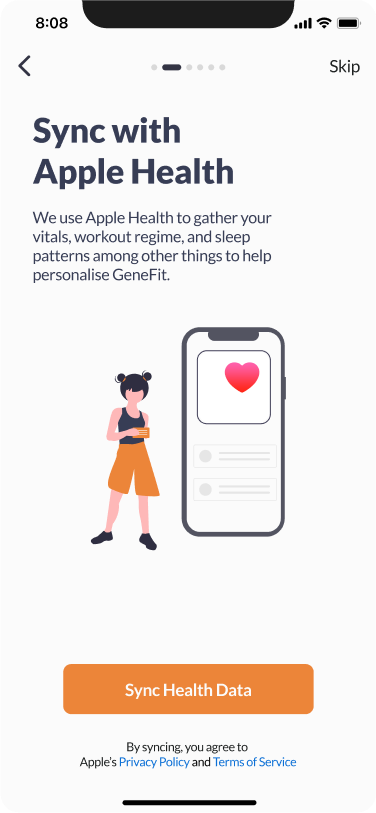 8:08
Skip
Sync with
Apple Health
We use Apple Health to gather your
vitals, workout regime, and sleep
patterns among other things to help
personalise GeneFit.
Sync Health Data
By syncing, you agree to
Apple's Privacy Policy and Terms of Service